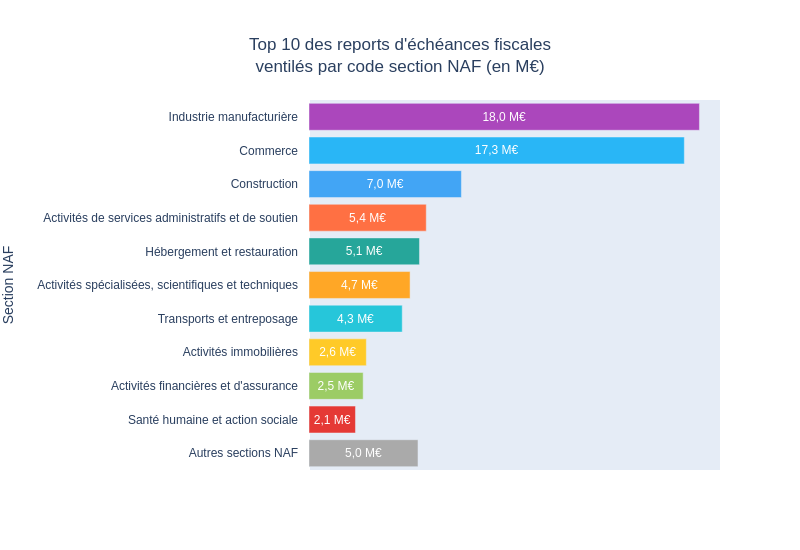 Top 10 des reports d'échéances fiscales
ventilés par code section NAF (en M€)
Section NAF
Industrie manufacturière 18,0 M€
Commerce 17,3 M€
Construction 7,0 M€
Activités de services administratifs et de soutien 5,4 M€
Hébergement et restauration 5,1 M€
Activités spécialisées, scientifiques et techniques 4,7 M€
Transports et entreposage 4,3 M€
Activités immobilières 2,6 M€
Activités financières et d'assurance 2,5 M€
Santé humaine et action sociale 2,1 M€
Autres sections NAF 5,0 M€